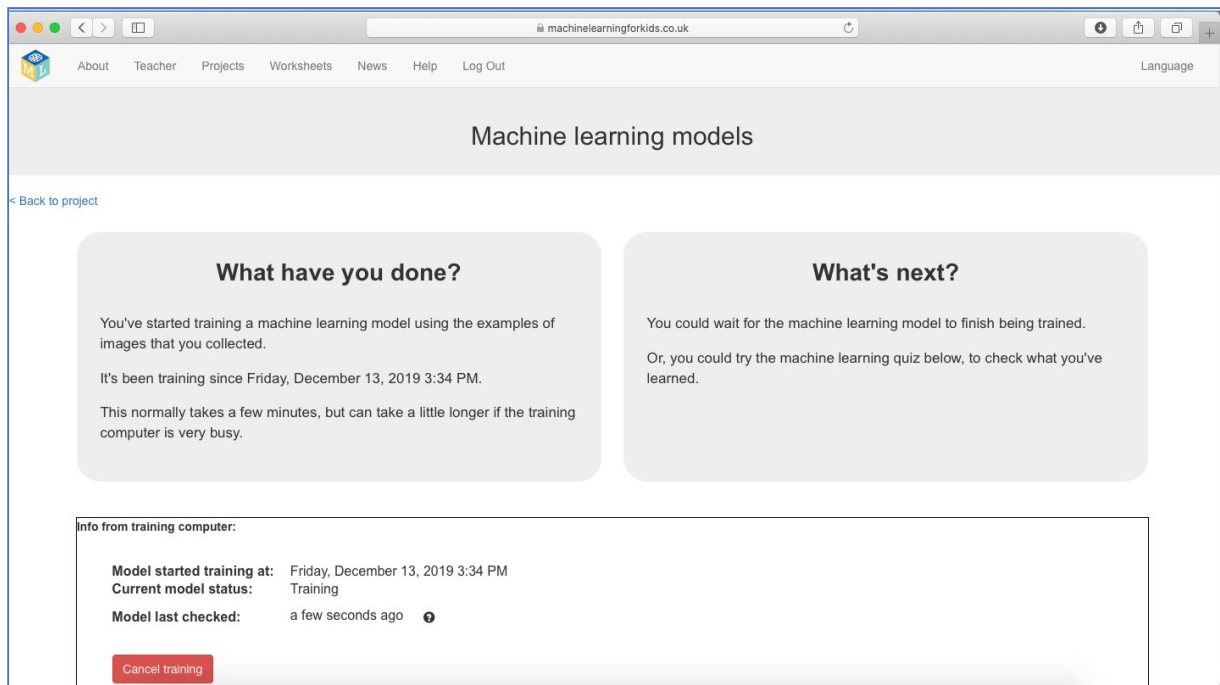 machinelearningforkids.co.uk
About Teacher Projects Worksheets News Help Log Out Language
Machine learning models
< Back to project
What have you done?
You've started training a machine learning model using the examples of
images that you collected.
It's been training since Friday, December 13, 2019 3:34 PM.
This normally takes a few minutes, but can take a little longer if the training
computer is very busy.
What's next?
You could wait for the machine learning model to finish being trained.
Or, you could try the machine learning quiz below, to check what you've
learned.
Info from training computer:
Model started training at: Friday, December 13, 2019 3:34 PM
Current model status: Training
Model last checked: a few seconds ago
Cancel training